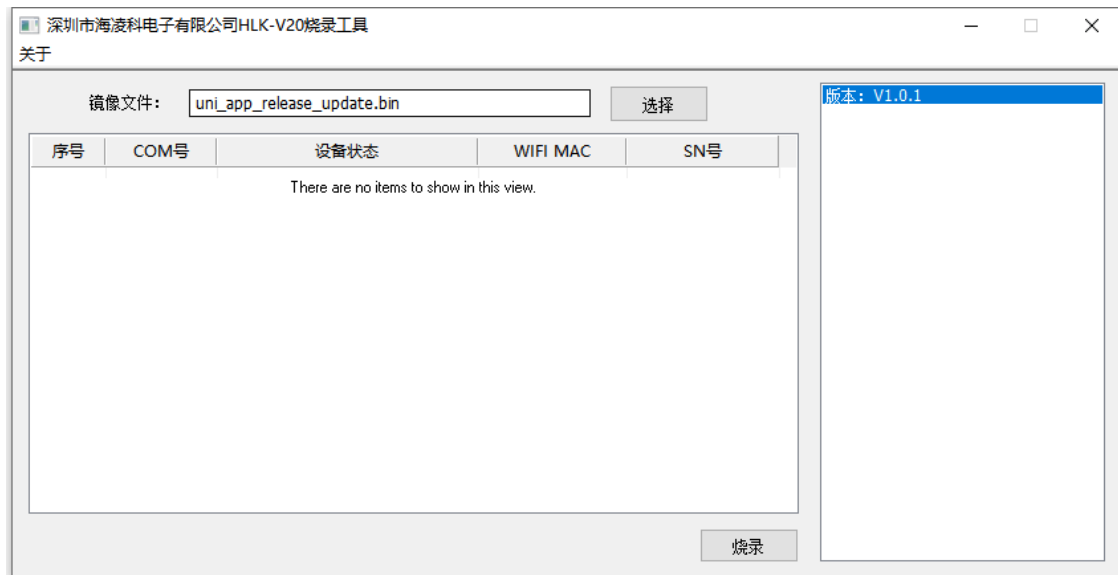 深圳市海凌科电子有限公司HLK-V20烧录工具
关于
镜像文件： uni_app_release_update.bin 选择
版本：V1.0.1
序号 COM号 设备状态 WIFI MAC SN号
There are no items to show in this view.
烧录